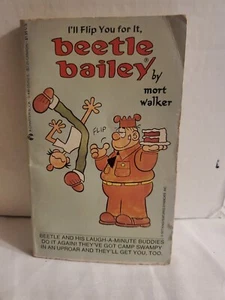 I'll Flip You for It,
beetle
bailey®
by
mort
walker
FLIP
BEETLE AND HIS LAUGH-A-MINUTE BUDDIES
DO IT AGAIN! THEY'VE GOT CAMP SWAMPY
IN AN UPROAR AND THEY'LL GET YOU, TOO.